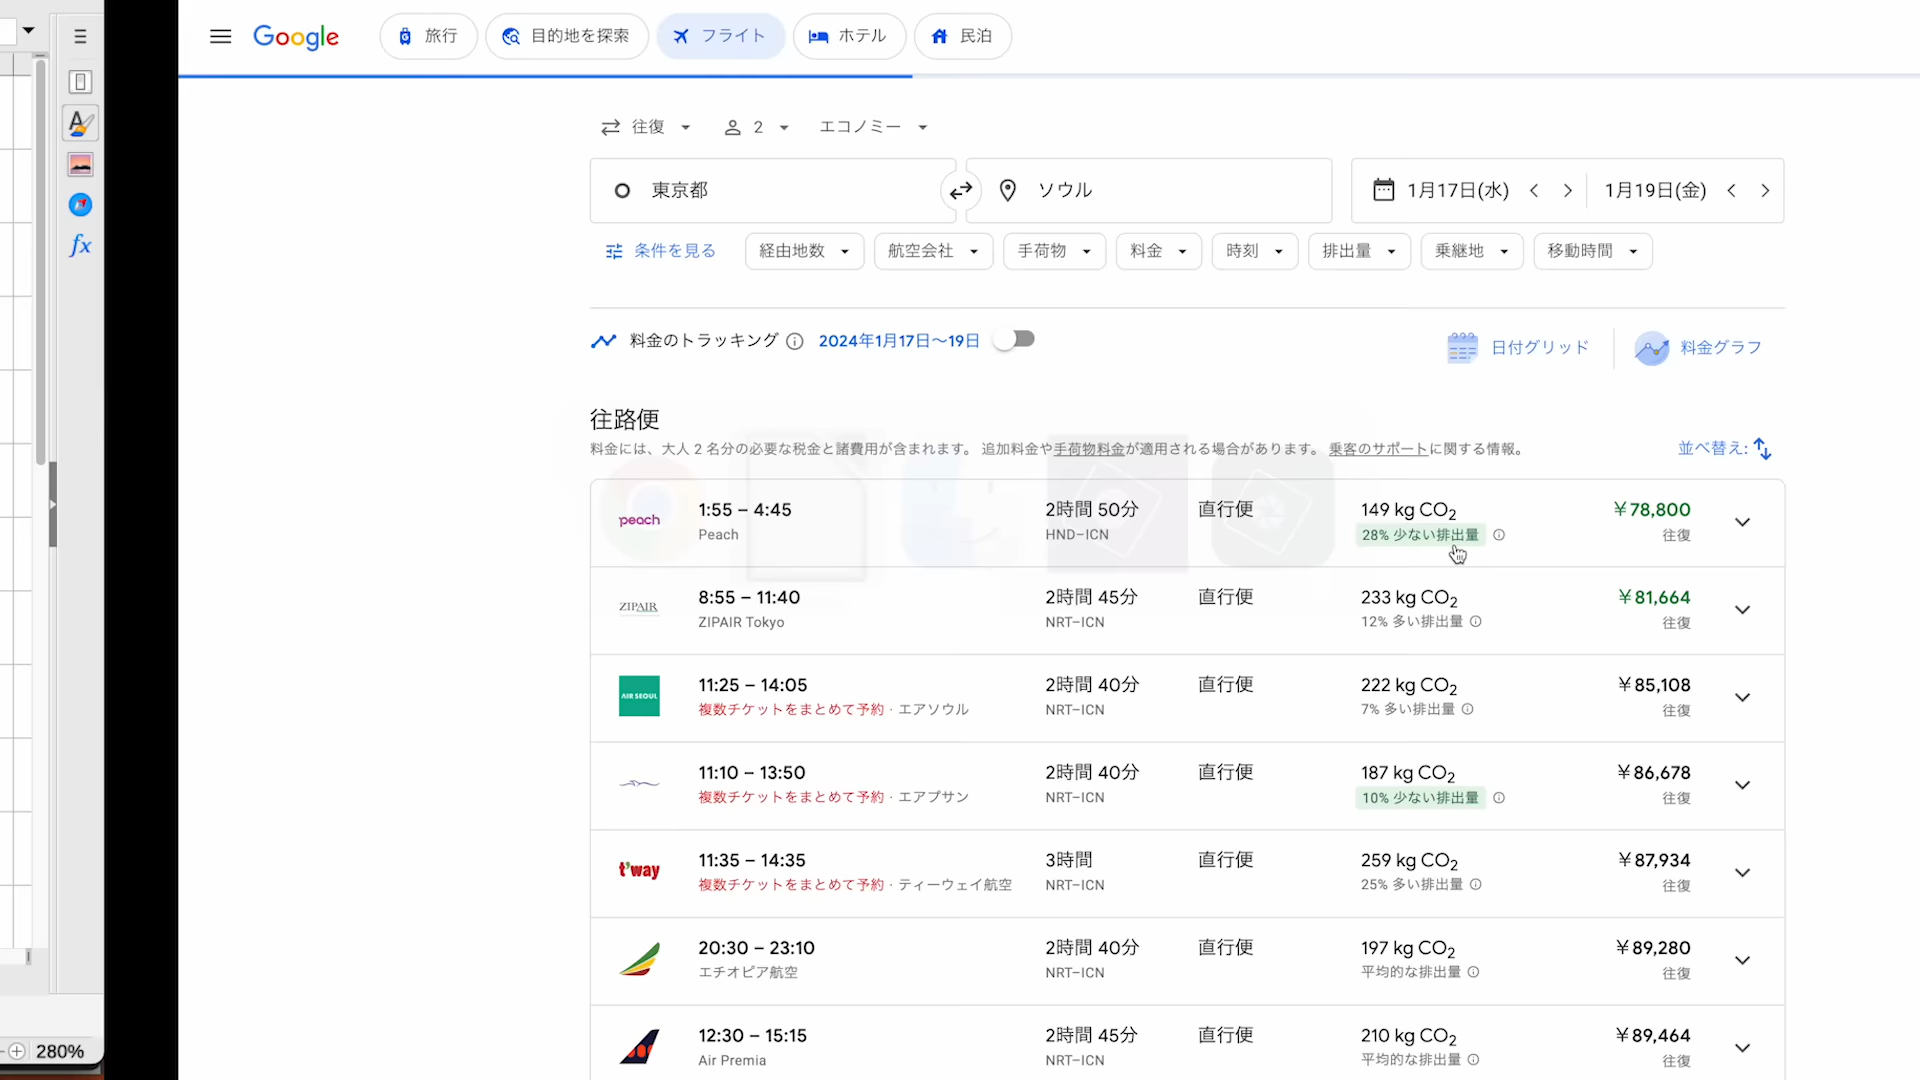 Google 旅行 目的地を探索 フライト ホテル 民泊
往復 2 エコノミー
東京都 ソウル 1月17日(水) 1月19日(金)
条件を見る 経由地数 航空会社 手荷物 料金 時刻 排出量 乗継地 移動時間
料金のトラッキング 2024年1月17日〜19日 日付グリッド 料金グラフ
往路便
料金には、大人 2 名分の必要な税金と諸費用が含まれます。 追加料金や手荷物料金が適用される場合があります。 乗客のサポートに関する情報。 並べ替え:
peach 1:55 – 4:45 2時間 50分 直行便 149 kg CO2 ￥78,800
Peach HND–ICN 28% 少ない排出量 往復
ZIPAIR 8:55 – 11:40 2時間 45分 直行便 233 kg CO2 ￥81,664
ZIPAIR Tokyo NRT–ICN 12% 多い排出量 往復
AIR SEOUL 11:25 – 14:05 2時間 40分 直行便 222 kg CO2 ￥85,108
複数チケットをまとめて予約 · エアソウル NRT–ICN 7% 多い排出量 往復
11:10 – 13:50 2時間 40分 直行便 187 kg CO2 ￥86,678
複数チケットをまとめて予約 · エアプサン NRT–ICN 10% 少ない排出量 往復
t'way 11:35 – 14:35 3時間 直行便 259 kg CO2 ￥87,934
複数チケットをまとめて予約 · ティーウェイ航空 NRT–ICN 25% 多い排出量 往復
20:30 – 23:10 2時間 40分 直行便 197 kg CO2 ￥89,280
エチオピア航空 NRT–ICN 平均的な排出量 往復
12:30 – 15:15 2時間 45分 直行便 210 kg CO2 ￥89,464
Air Premia NRT–ICN 平均的な排出量 往復
fx
280%